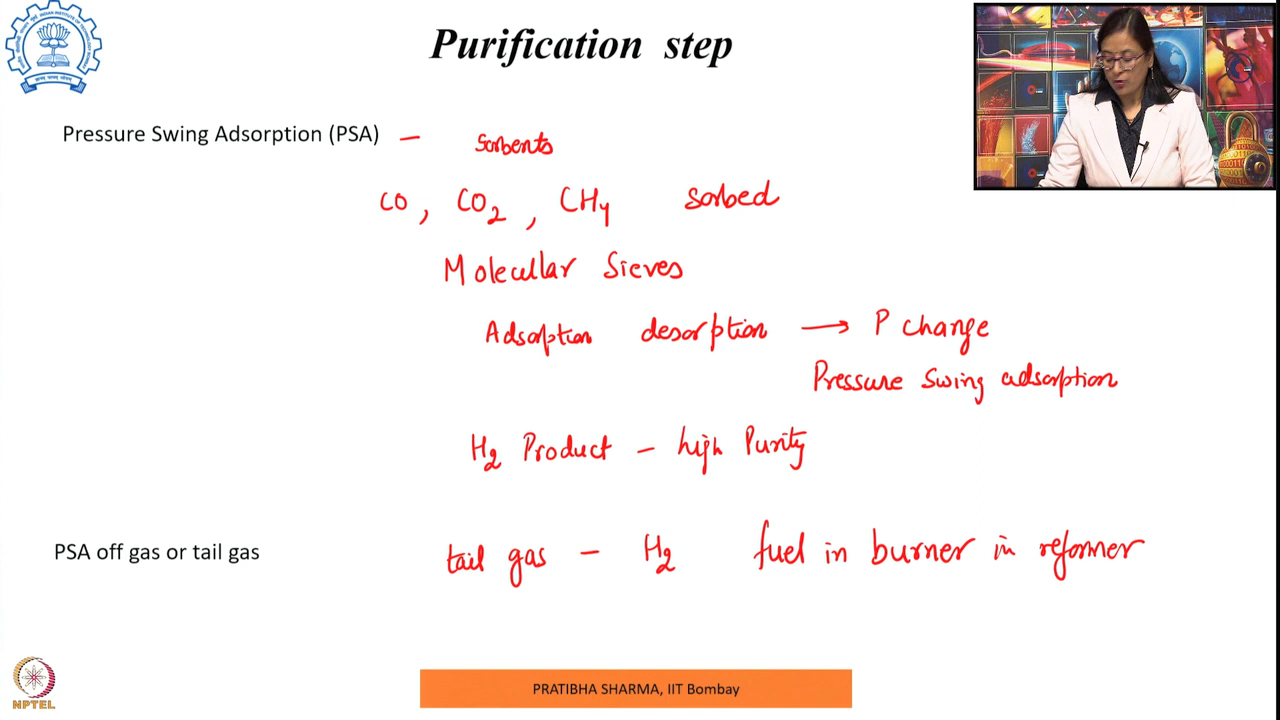 Purification step
Pressure Swing Adsorption (PSA) – sorbents
CO, CO2, CH4 sorbed
Molecular Sieves
Adsorption desorption → P change
Pressure swing adsorption
H2 Product – high Purity
PSA off gas or tail gas
tail gas – H2 fuel in burner in reformer
PRATIBHA SHARMA, IIT Bombay
NPTEL